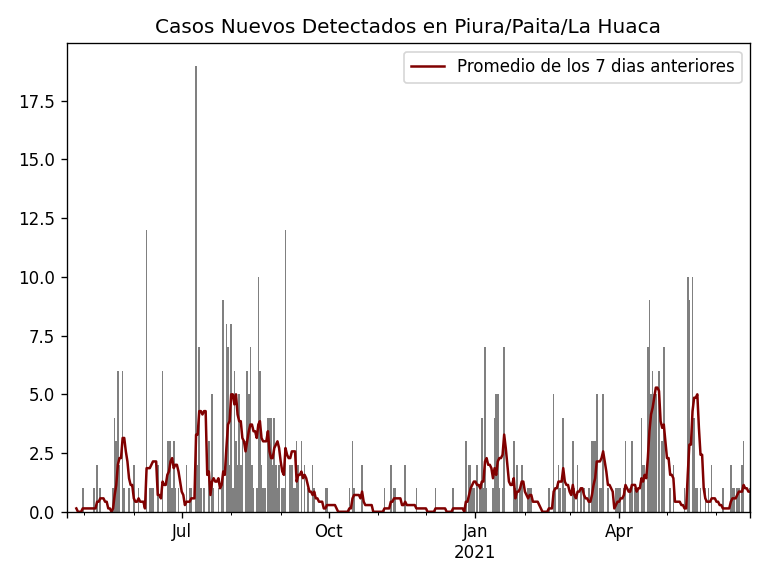 Casos Nuevos Detectados en Piura/Paita/La Huaca
Promedio de los 7 dias anteriores
17.5
15.0
12.5
10.0
7.5
5.0
2.5
0.0
Jul
Oct
Jan
2021
Apr